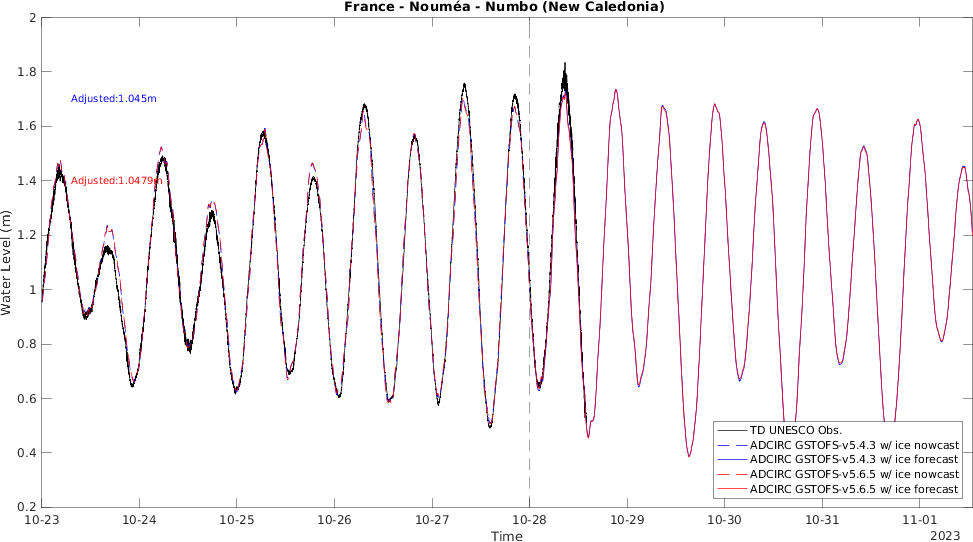 France - Nouméa - Numbo (New Caledonia)
2
1.8
1.6
1.4
1.2
1
0.8
0.6
0.4
0.2
Water Level (m)
Adjusted:1.045m
Adjusted:1.0479m
TD UNESCO Obs.
ADCIRC GSTOFS-v5.4.3 w/ ice nowcast
ADCIRC GSTOFS-v5.4.3 w/ ice forecast
ADCIRC GSTOFS-v5.6.5 w/ ice nowcast
ADCIRC GSTOFS-v5.6.5 w/ ice forecast
10-23 10-24 10-25 10-26 10-27 10-28 10-29 10-30 10-31 11-01
Time
2023